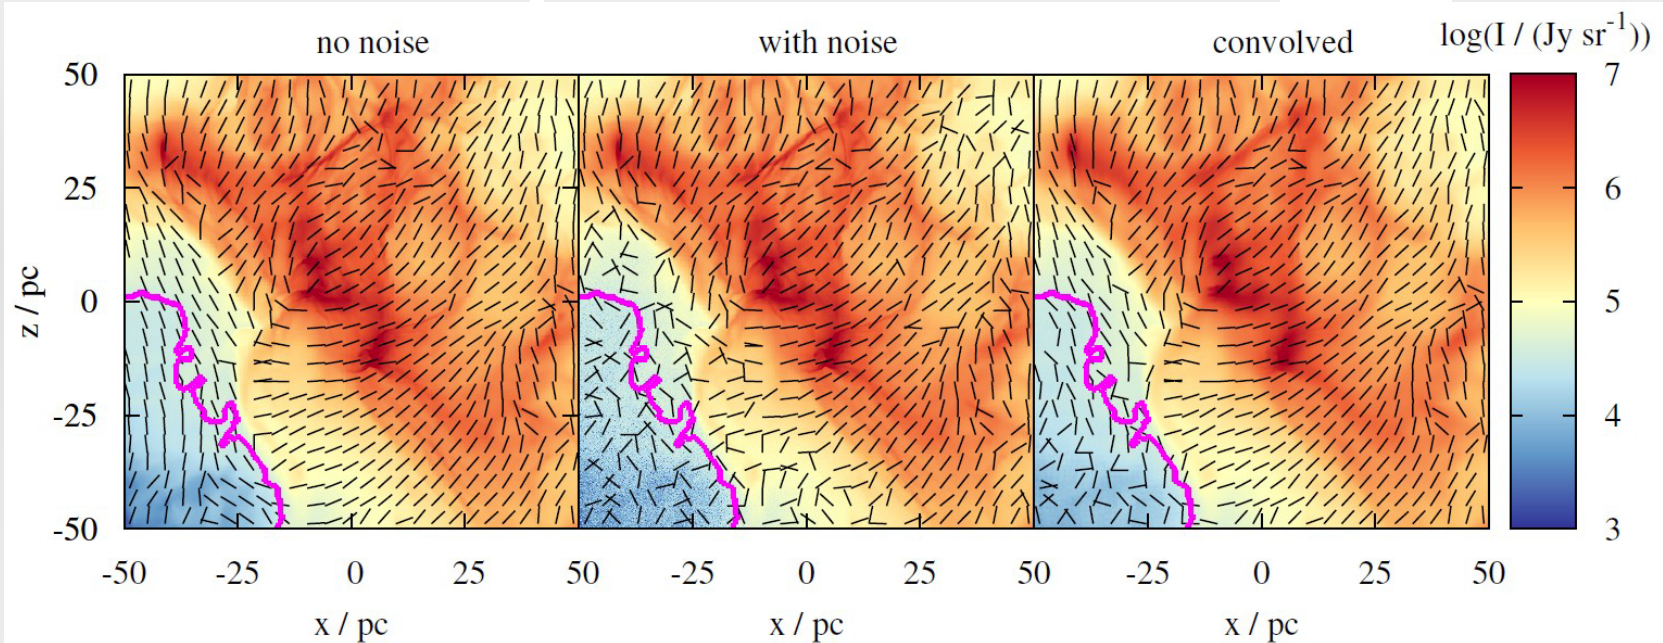 no noise with noise convolved log(I / (Jy sr⁻¹))
50 7
25 6
z / pc 0 5
-25 4
-50 3
-50 -25 0 25 50 -25 0 25 50 -25 0 25 50
x / pc x / pc x / pc